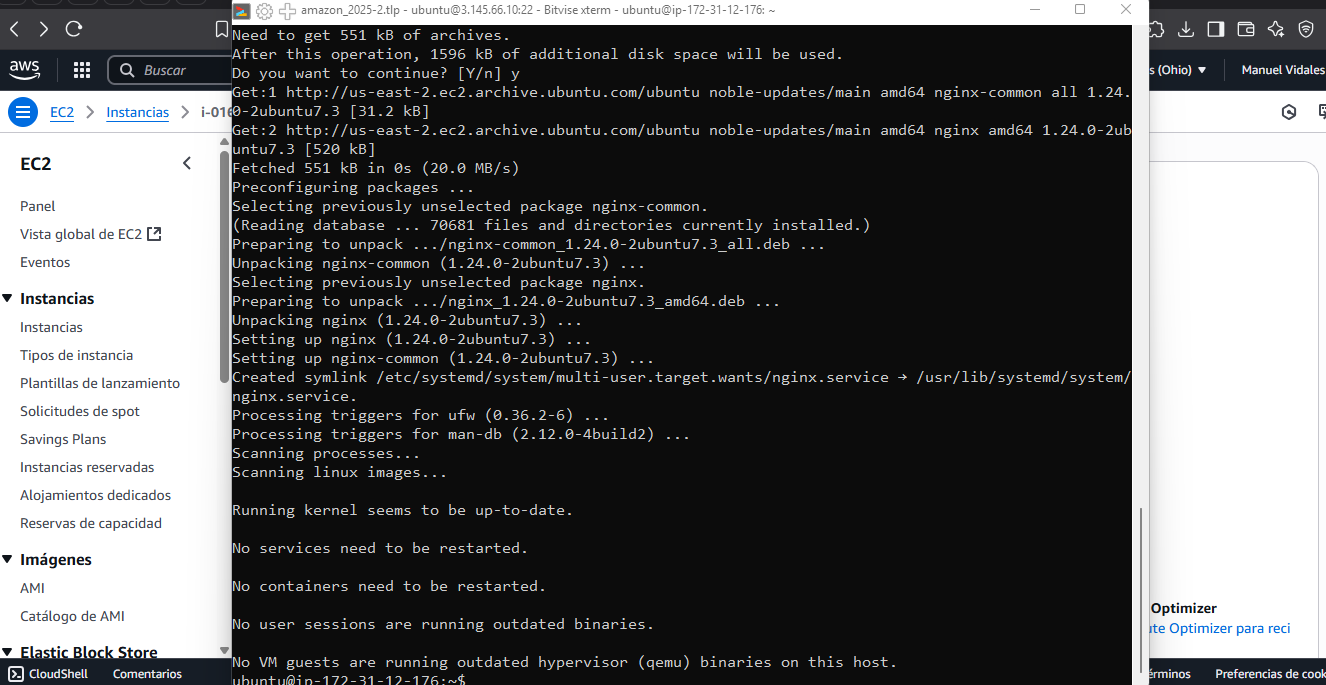 amazon_2025-2.tlp - ubuntu@3.145.66.10:22 - Bitvise xterm - ubuntu@ip-172-31-12-176: ~
aws
Buscar
s (Ohio)
Manuel Vidales
EC2
Instancias
EC2
Panel
Vista global de EC2
Eventos
Instancias
Instancias
Tipos de instancia
Plantillas de lanzamiento
Solicitudes de spot
Savings Plans
Instancias reservadas
Alojamientos dedicados
Reservas de capacidad
Imágenes
AMI
Catálogo de AMI
Elastic Block Store
CloudShell
Comentarios
Need to get 551 kB of archives.
After this operation, 1596 kB of additional disk space will be used.
Do you want to continue? [Y/n] y
Get:1 http://us-east-2.ec2.archive.ubuntu.com/ubuntu noble-updates/main amd64 nginx-common all 1.24.
0-2ubuntu7.3 [31.2 kB]
Get:2 http://us-east-2.ec2.archive.ubuntu.com/ubuntu noble-updates/main amd64 nginx amd64 1.24.0-2ub
untu7.3 [520 kB]
Fetched 551 kB in 0s (20.0 MB/s)
Preconfiguring packages ...
Selecting previously unselected package nginx-common.
(Reading database ... 70681 files and directories currently installed.)
Preparing to unpack .../nginx-common_1.24.0-2ubuntu7.3_all.deb ...
Unpacking nginx-common (1.24.0-2ubuntu7.3) ...
Selecting previously unselected package nginx.
Preparing to unpack .../nginx_1.24.0-2ubuntu7.3_amd64.deb ...
Unpacking nginx (1.24.0-2ubuntu7.3) ...
Setting up nginx (1.24.0-2ubuntu7.3) ...
Setting up nginx-common (1.24.0-2ubuntu7.3) ...
Created symlink /etc/systemd/system/multi-user.target.wants/nginx.service → /usr/lib/systemd/system/
nginx.service.
Processing triggers for ufw (0.36.2-6) ...
Processing triggers for man-db (2.12.0-4build2) ...
Scanning processes...
Scanning linux images...
Running kernel seems to be up-to-date.
No services need to be restarted.
No containers need to be restarted.
No user sessions are running outdated binaries.
No VM guests are running outdated hypervisor (qemu) binaries on this host.
ubuntu@ip-172-31-12-176:~$
Optimizer
Optimizer para reci
Preferencias de cook